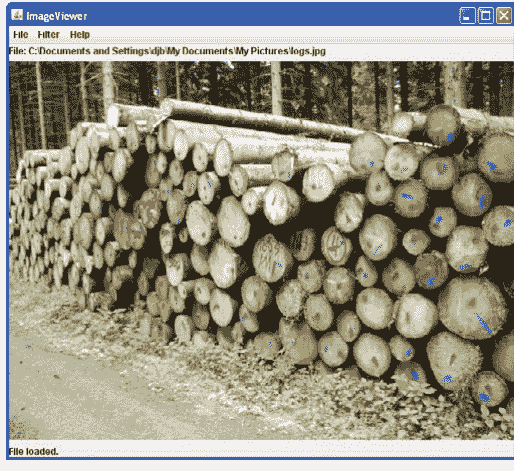 ImageViewer
File Filter Help
File: C:\Documents and Settings\djb\My Documents\My Pictures\logs.jpg
File loaded.